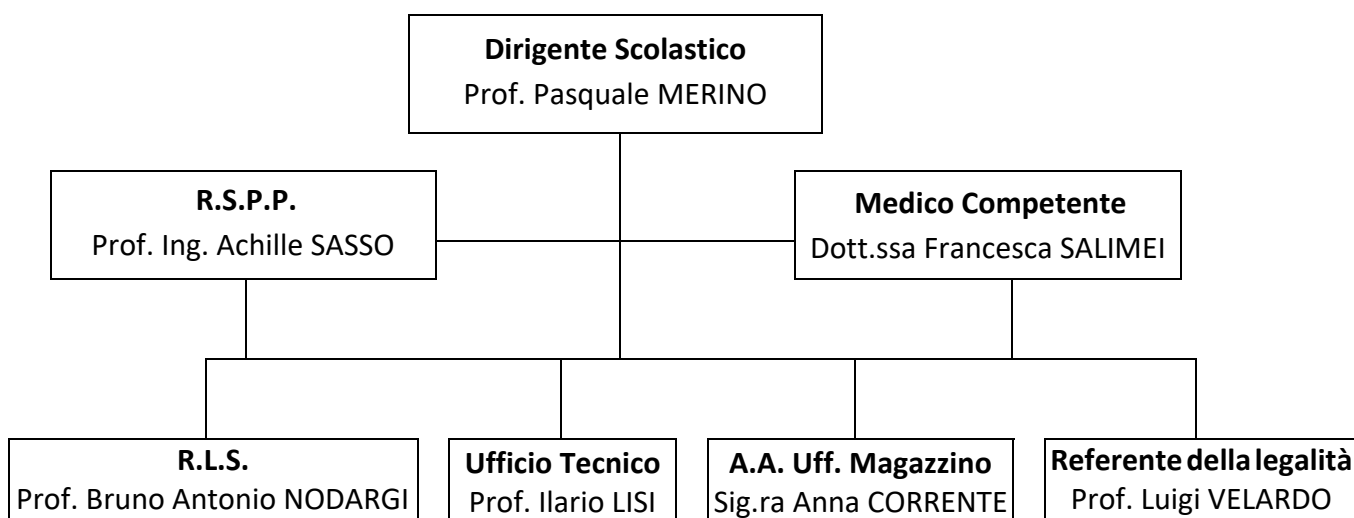 Dirigente Scolastico
Prof. Pasquale MERINO
R.S.P.P.
Prof. Ing. Achille SASSO
Medico Competente
Dott.ssa Francesca SALIMEI
R.L.S.
Prof. Bruno Antonio NODARGI
Ufficio Tecnico
Prof. Ilario LISI
A.A. Uff. Magazzino
Sig.ra Anna CORRENTE
Referente della legalità
Prof. Luigi VELARDO